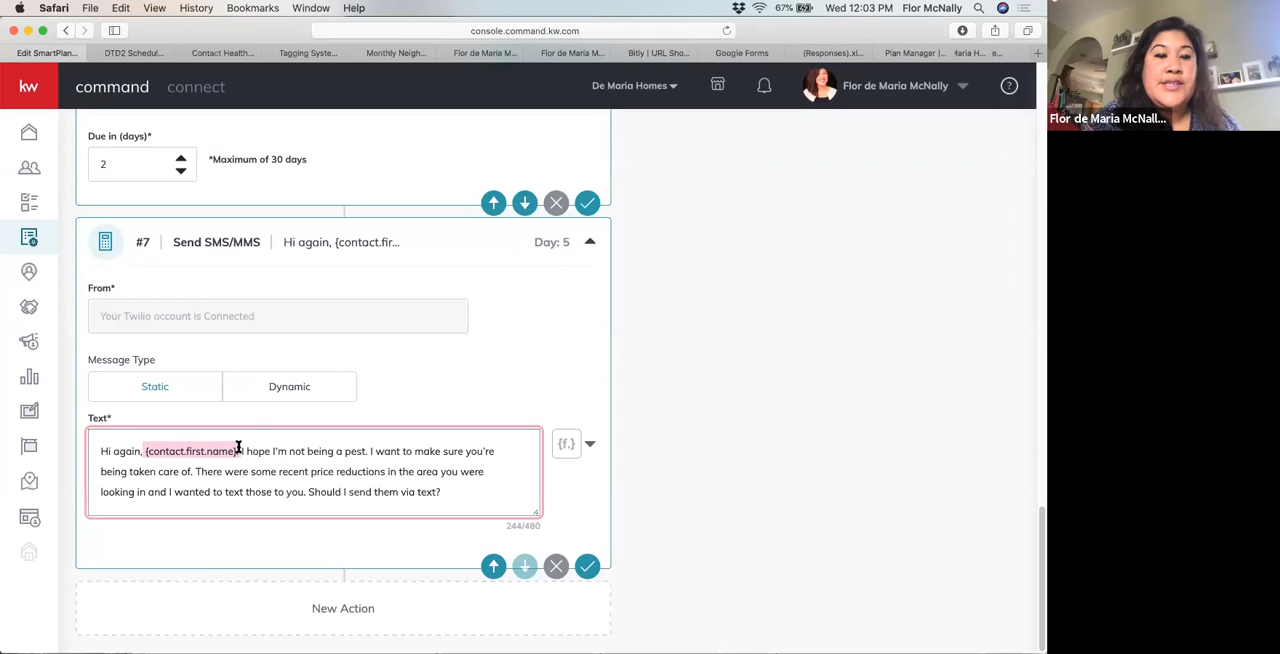 Safari File Edit View History Bookmarks Window Help 67% Wed 12:03 PM Flor McNally
console.command.kw.com
Edit SmartPlan... DTD2 Schedul... Contact Health... Tagging Syste... Monthly Neigh... Flor de Maria M... Flor de Maria M... Bitly | URL Sho... Google Forms (Responses).xl... Plan Manager |... Maria H... e...
kw command connect De Maria Homes Flor de Maria McNally ?
Flor de Maria McNall...
Due in (days)*
2 *Maximum of 30 days
#7 Send SMS/MMS Hi again, {contact.fir... Day: 5
From*
Your Twilio account is Connected
Message Type
Static Dynamic
Text*
Hi again, {contact.first.name}, I hope I'm not being a pest. I want to make sure you're
being taken care of. There were some recent price reductions in the area you were
looking in and I wanted to text those to you. Should I send them via text?
{f.}
244/480
New Action